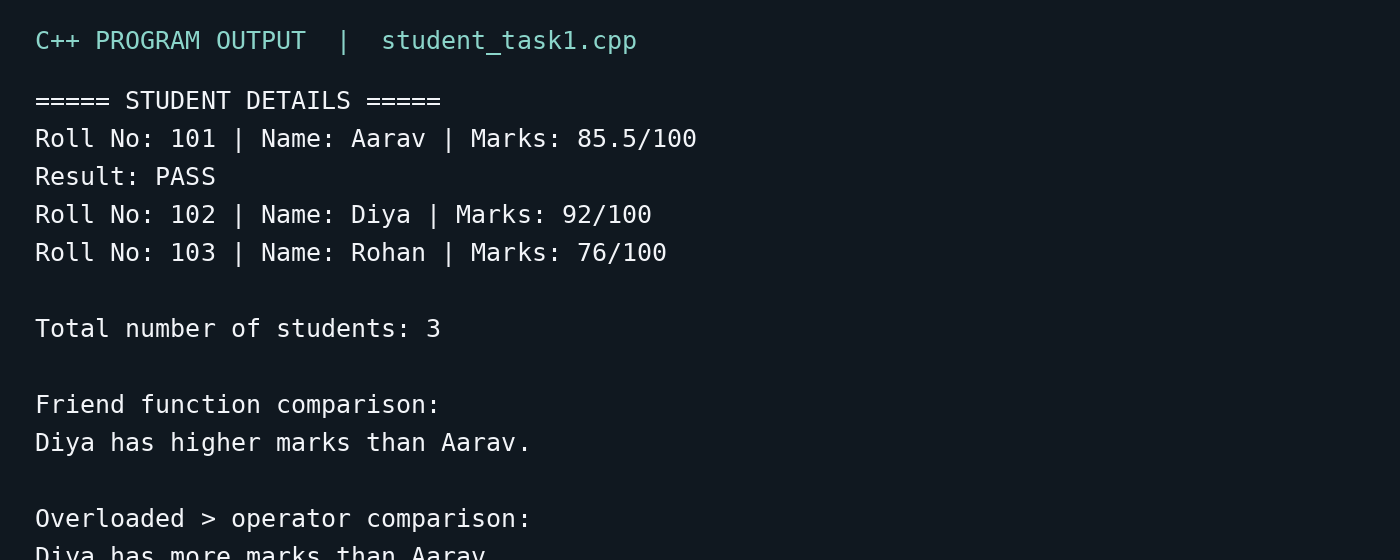 C++ PROGRAM OUTPUT  |  student_task1.cpp
===== STUDENT DETAILS =====
Roll No: 101 | Name: Aarav | Marks: 85.5/100
Result: PASS
Roll No: 102 | Name: Diya | Marks: 92/100
Roll No: 103 | Name: Rohan | Marks: 76/100
Total number of students: 3
Friend function comparison:
Diya has higher marks than Aarav.
Overloaded > operator comparison:
Diya has more marks than Aarav